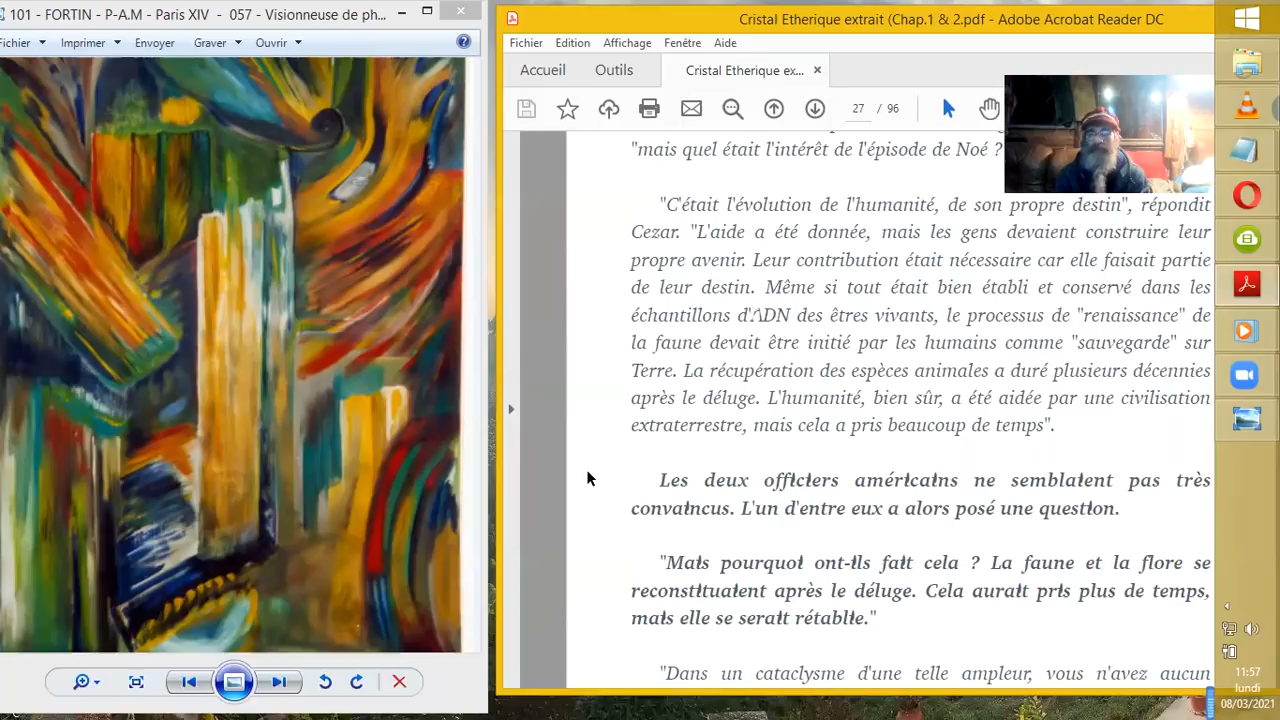 101 - FORTIN - P-A-M - Paris XIV - 057 - Visionneuse de ph...
Fichier Imprimer Envoyer Graver Ouvrir
Cristal Etherique extrait (Chap.1 & 2.pdf - Adobe Acrobat Reader DC
Fichier Edition Affichage Fenêtre Aide
Accueil Outils Cristal Etherique ex...
27 / 96
"mais quel était l'intérêt de l'épisode de Noé ?
"C'était l'évolution de l'humanité, de son propre destin", répondit
Cezar. "L'aide a été donnée, mais les gens devaient construire leur
propre avenir. Leur contribution était nécessaire car elle faisait partie
de leur destin. Même si tout était bien établi et conservé dans les
échantillons d'ADN des êtres vivants, le processus de "renaissance" de
la faune devait être initié par les humains comme "sauvegarde" sur
Terre. La récupération des espèces animales a duré plusieurs décennies
après le déluge. L'humanité, bien sûr, a été aidée par une civilisation
extraterrestre, mais cela a pris beaucoup de temps".
Les deux officiers américains ne semblaient pas très
convaincus. L'un d'entre eux a alors posé une question.
"Mais pourquoi ont-ils fait cela ? La faune et la flore se
reconstituaient après le déluge. Cela aurait pris plus de temps,
mais elle se serait rétablie."
"Dans un cataclysme d'une telle ampleur, vous n'avez aucun
11:57
lundi
08/03/2021